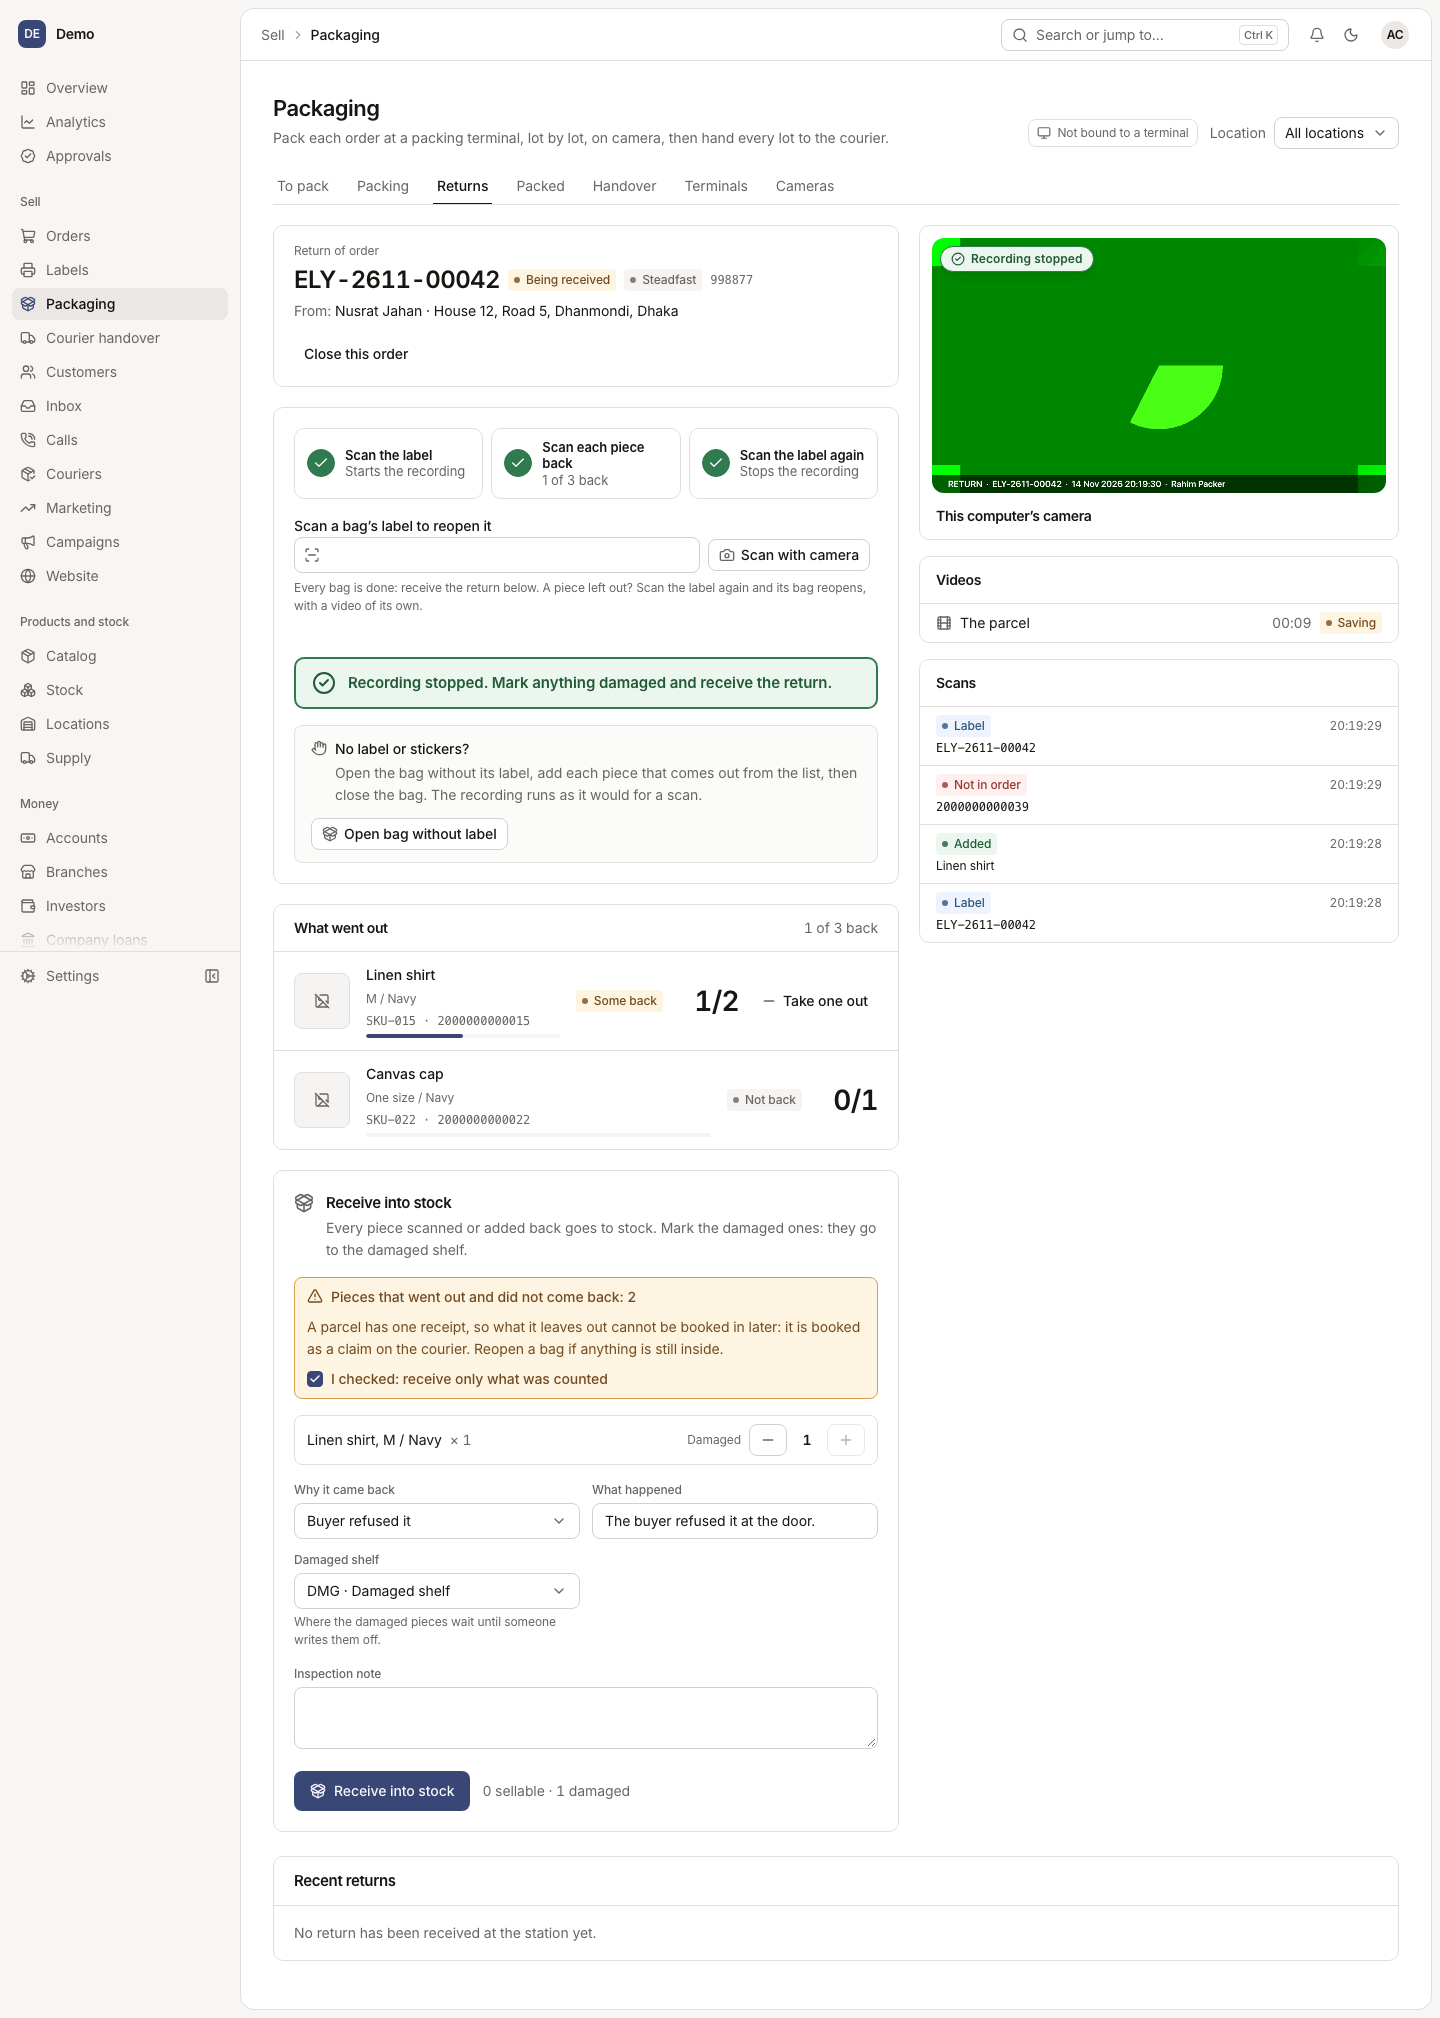 DE
Demo
Overview
Analytics
Approvals
Sell
Orders
Labels
Packaging
Courier handover
Customers
Inbox
Calls
Couriers
Marketing
Campaigns
Website
Products and stock
Catalog
Stock
Locations
Supply
Money
Accounts
Branches
Investors
Company loans
Settings
Sell
Packaging
Search or jump to...
Ctrl K
AC
Packaging
Pack each order at a packing terminal, lot by lot, on camera, then hand every lot to the courier.
Not bound to a terminal
Location
All locations
To pack
Packing
Returns
Packed
Handover
Terminals
Cameras
Return of order
ELY-2611-00042
Being received
Steadfast
998877
From: Nusrat Jahan · House 12, Road 5, Dhanmondi, Dhaka
Close this order
Scan the label
Starts the recording
Scan each piece
back
1 of 3 back
Scan the label again
Stops the recording
Scan a bag’s label to reopen it
Scan with camera
Every bag is done: receive the return below. A piece left out? Scan the label again and its bag reopens,
with a video of its own.
Recording stopped. Mark anything damaged and receive the return.
No label or stickers?
Open the bag without its label, add each piece that comes out from the list, then
close the bag. The recording runs as it would for a scan.
Open bag without label
What went out
1 of 3 back
Linen shirt
M / Navy
SKU-015 · 2000000000015
Some back
1/2
Take one out
Canvas cap
One size / Navy
SKU-022 · 2000000000022
Not back
0/1
Receive into stock
Every piece scanned or added back goes to stock. Mark the damaged ones: they go
to the damaged shelf.
Pieces that went out and did not come back: 2
A parcel has one receipt, so what it leaves out cannot be booked in later: it is booked
as a claim on the courier. Reopen a bag if anything is still inside.
I checked: receive only what was counted
Linen shirt, M / Navy × 1
Damaged
1
Why it came back
What happened
Buyer refused it
The buyer refused it at the door.
Damaged shelf
DMG · Damaged shelf
Where the damaged pieces wait until someone
writes them off.
Inspection note
Receive into stock
0 sellable · 1 damaged
Recording stopped
RETURN · ELY-2611-00042 · 14 Nov 2026 20:19:30 · Rahim Packer
This computer’s camera
Videos
The parcel
00:09
Saving
Scans
Label
20:19:29
ELY-2611-00042
Not in order
20:19:29
2000000000039
Added
20:19:28
Linen shirt
Label
20:19:28
ELY-2611-00042
Recent returns
No return has been received at the station yet.